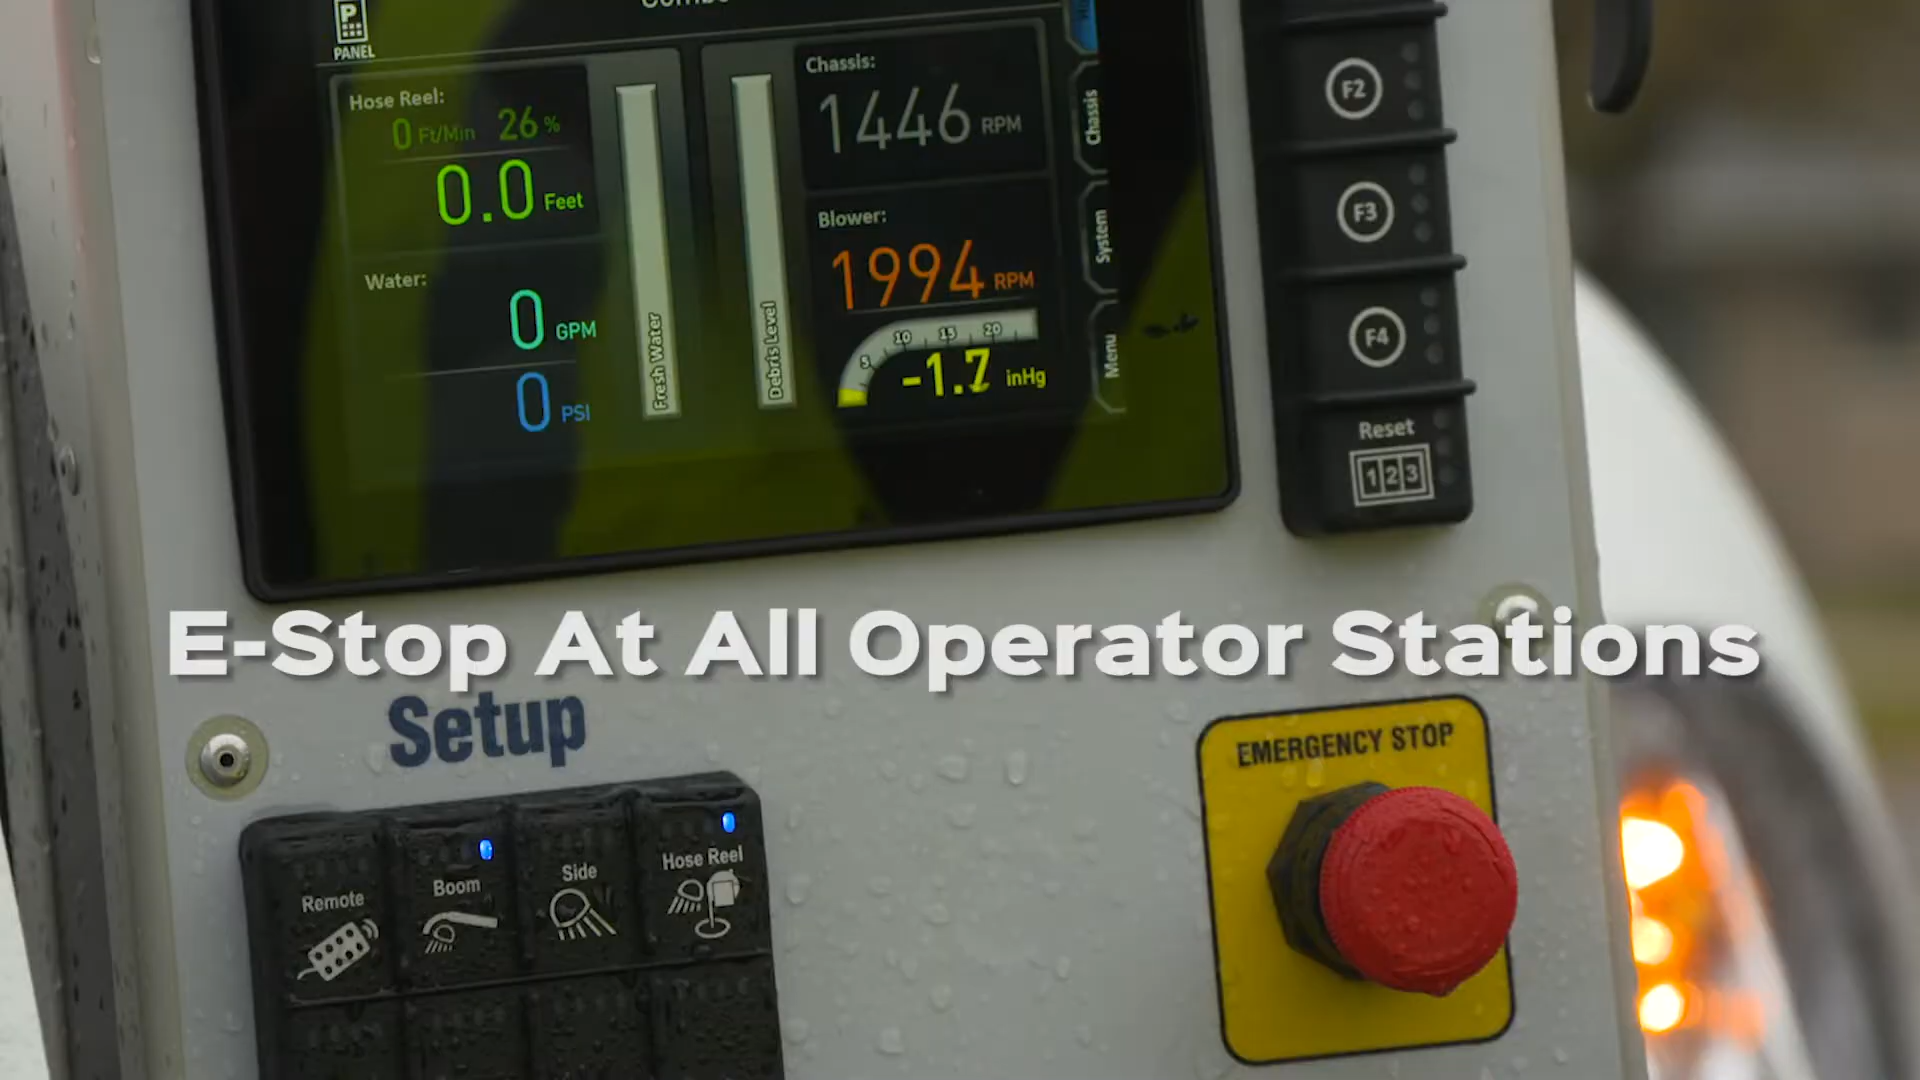 PANEL
Hose Reel:
0 Ft/Min 26 %
0.0 Feet
Water:
0 GPM
0 PSI
Fresh Water
Debris Level
Chassis:
1446 RPM
Blower:
1994 RPM
5 10 15 20
-1.7 inHg
Chassis
System
Menu
F2
F3
F4
Reset
123
E-Stop At All Operator Stations
Setup
EMERGENCY STOP
Remote
Boom
Side
Hose Reel